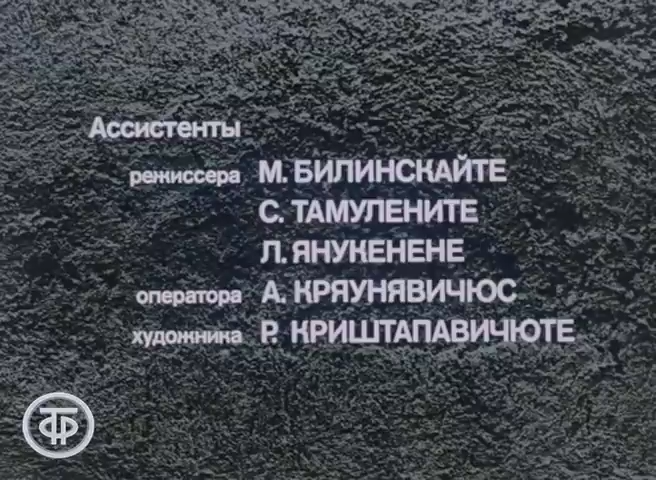 Ассистенты
режиссера М. БИЛИНСКАЙТЕ
С. ТАМУЛЕНИТЕ
Л. ЯНУКЕНЕНЕ
оператора А. КРЯУНЯВИЧЮС
художника Р. КРИШТАПАВИЧЮТЕ